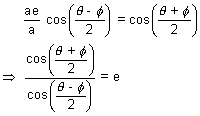 ae/a cos((θ - ϕ)/2) = cos((θ + ϕ)/2)
⇒ cos((θ + ϕ)/2) / cos((θ - ϕ)/2) = e